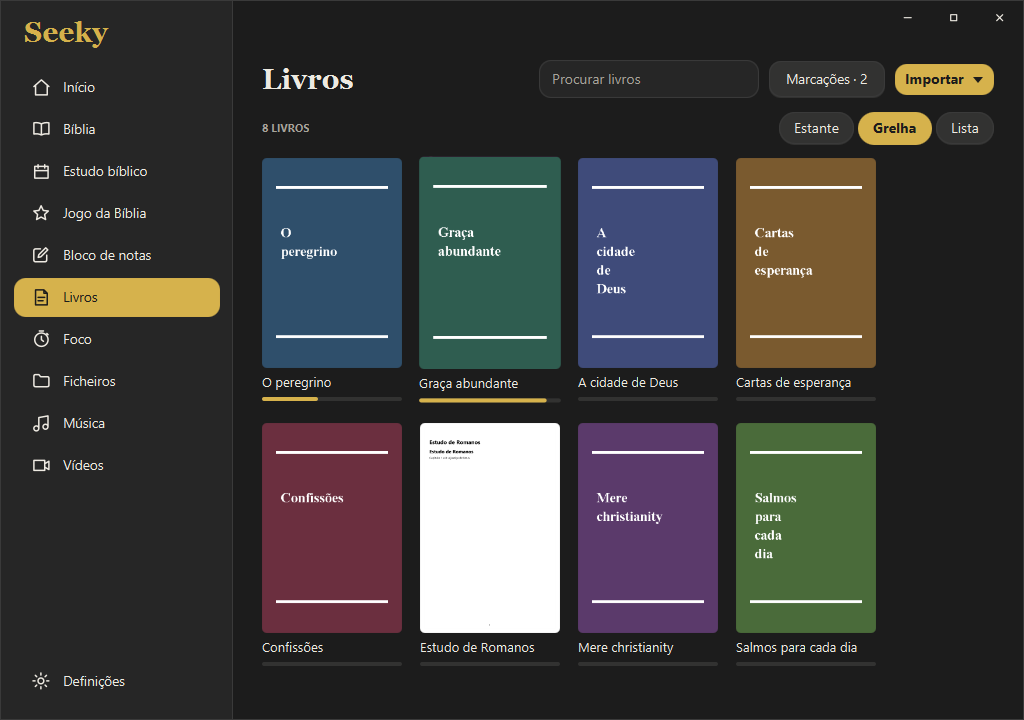 Seeky
Início
Bíblia
Estudo bíblico
Jogo da Bíblia
Bloco de notas
Livros
Foco
Ficheiros
Música
Vídeos
Definições
Livros
Procurar livros
Marcações · 2
Importar
8 LIVROS
Estante
Grelha
Lista
O
peregrino
O peregrino
Graça
abundante
Graça abundante
A
cidade
de
Deus
A cidade de Deus
Cartas
de
esperança
Cartas de esperança
Confissões
Confissões
Estudo de Romanos
Estudo de Romanos
Estudo de Romanos
Mere
christianity
Mere christianity
Salmos
para
cada
dia
Salmos para cada dia